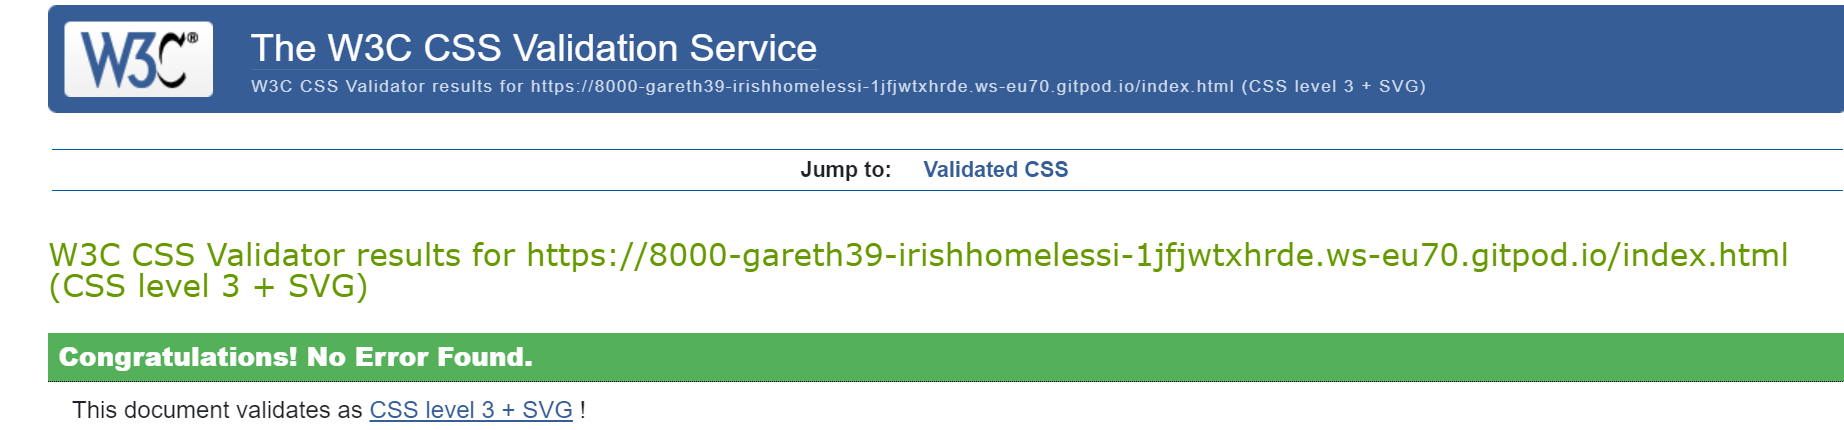 W3C®
The W3C CSS Validation Service
W3C CSS Validator results for https://8000-gareth39-irishhomelessi-1jfjwtxhrde.ws-eu70.gitpod.io/index.html (CSS level 3 + SVG)
Jump to: Validated CSS
W3C CSS Validator results for https://8000-gareth39-irishhomelessi-1jfjwtxhrde.ws-eu70.gitpod.io/index.html
(CSS level 3 + SVG)
Congratulations! No Error Found.
This document validates as CSS level 3 + SVG !